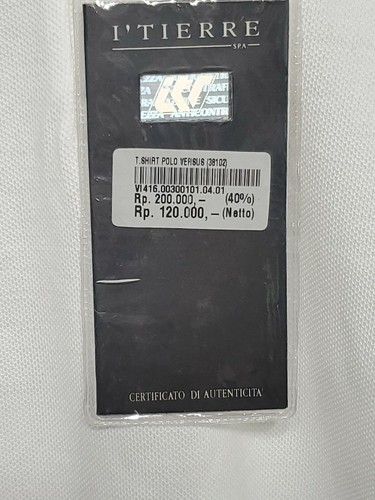 I'TIERRE
S.P.A.
T.SHIRT POLO VERSUS (38102)
VI416.00300101.04.01
Rp. 200.000,- (40%)
Rp. 120.000,- (Netto)
CERTIFICATO DI AUTENTICITA'